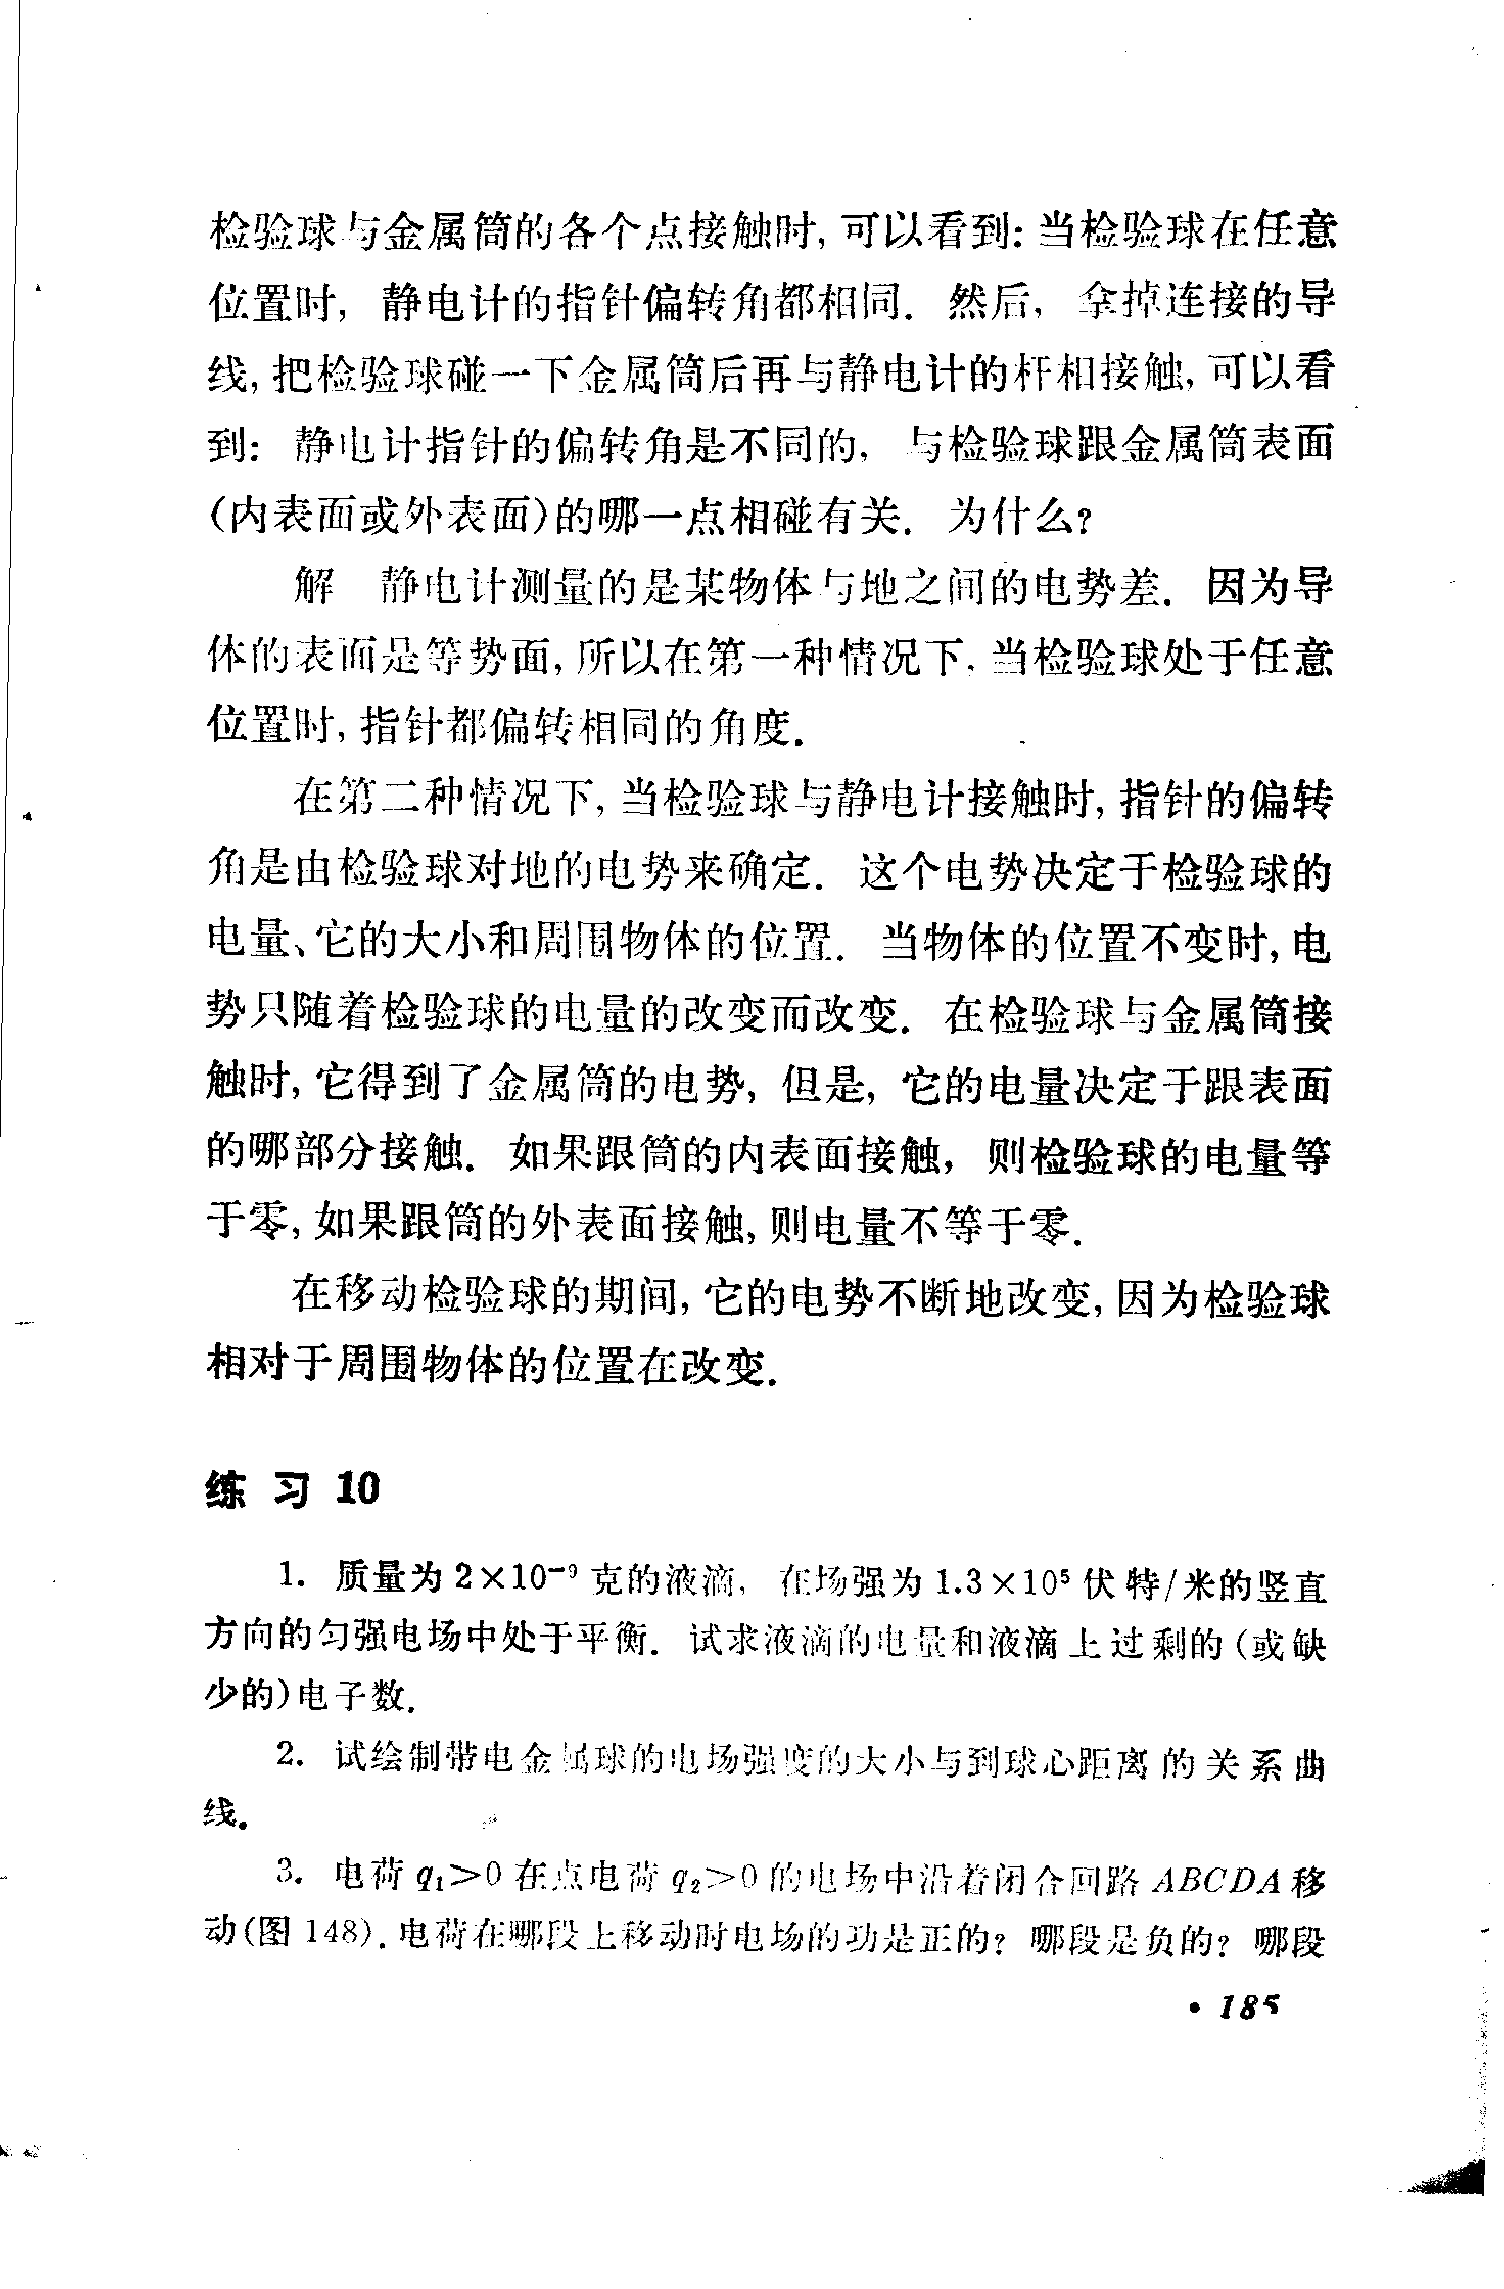 检验球与金属筒的各个点接触时, 可以看到: 当检验球在任意
位置时, 静电计的指针偏转角都相同. 然后, 拿掉连接的导
线, 把检验球碰一下金属筒后再与静电计的杆相接触, 可以看
到: 静电计指针的偏转角是不同的, 与检验球跟金属筒表面
(内表面或外表面)的哪一点相碰有关. 为什么?
解 静电计测量的是某物体与地之间的电势差. 因为导
体的表面是等势面, 所以在第一种情况下, 当检验球处于任意
位置时, 指针都偏转相同的角度.
在第二种情况下, 当检验球与静电计接触时, 指针的偏转
角是由检验球对地的电势来确定. 这个电势决定于检验球的
电量、它的大小和周围物体的位置. 当物体的位置不变时, 电
势只随着检验球的电量的改变而改变. 在检验球与金属筒接
触时, 它得到了金属筒的电势, 但是, 它的电量决定于跟表面
的哪部分接触. 如果跟筒的内表面接触, 则检验球的电量等
于零, 如果跟筒的外表面接触, 则电量不等于零.
在移动检验球的期间, 它的电势不断地改变, 因为检验球
相对于周围物体的位置在改变.
练 习 10
1. 质量为 2×10⁻⁹ 克的液滴, 在场强为 1.3×10⁵ 伏特/米的竖直
方向的匀强电场中处于平衡. 试求液滴的电量和液滴上过剩的(或缺
少的)电子数.
2. 试绘制带电金属球的电场强度的大小与到球心距离的关系曲
线.
3. 电荷 q₁>0 在点电荷 q₂>0 的电场中沿着闭合回路 ABCDA 移
动(图 148). 电荷在哪段上移动时电场的功是正的? 哪段是负的? 哪段
• 185